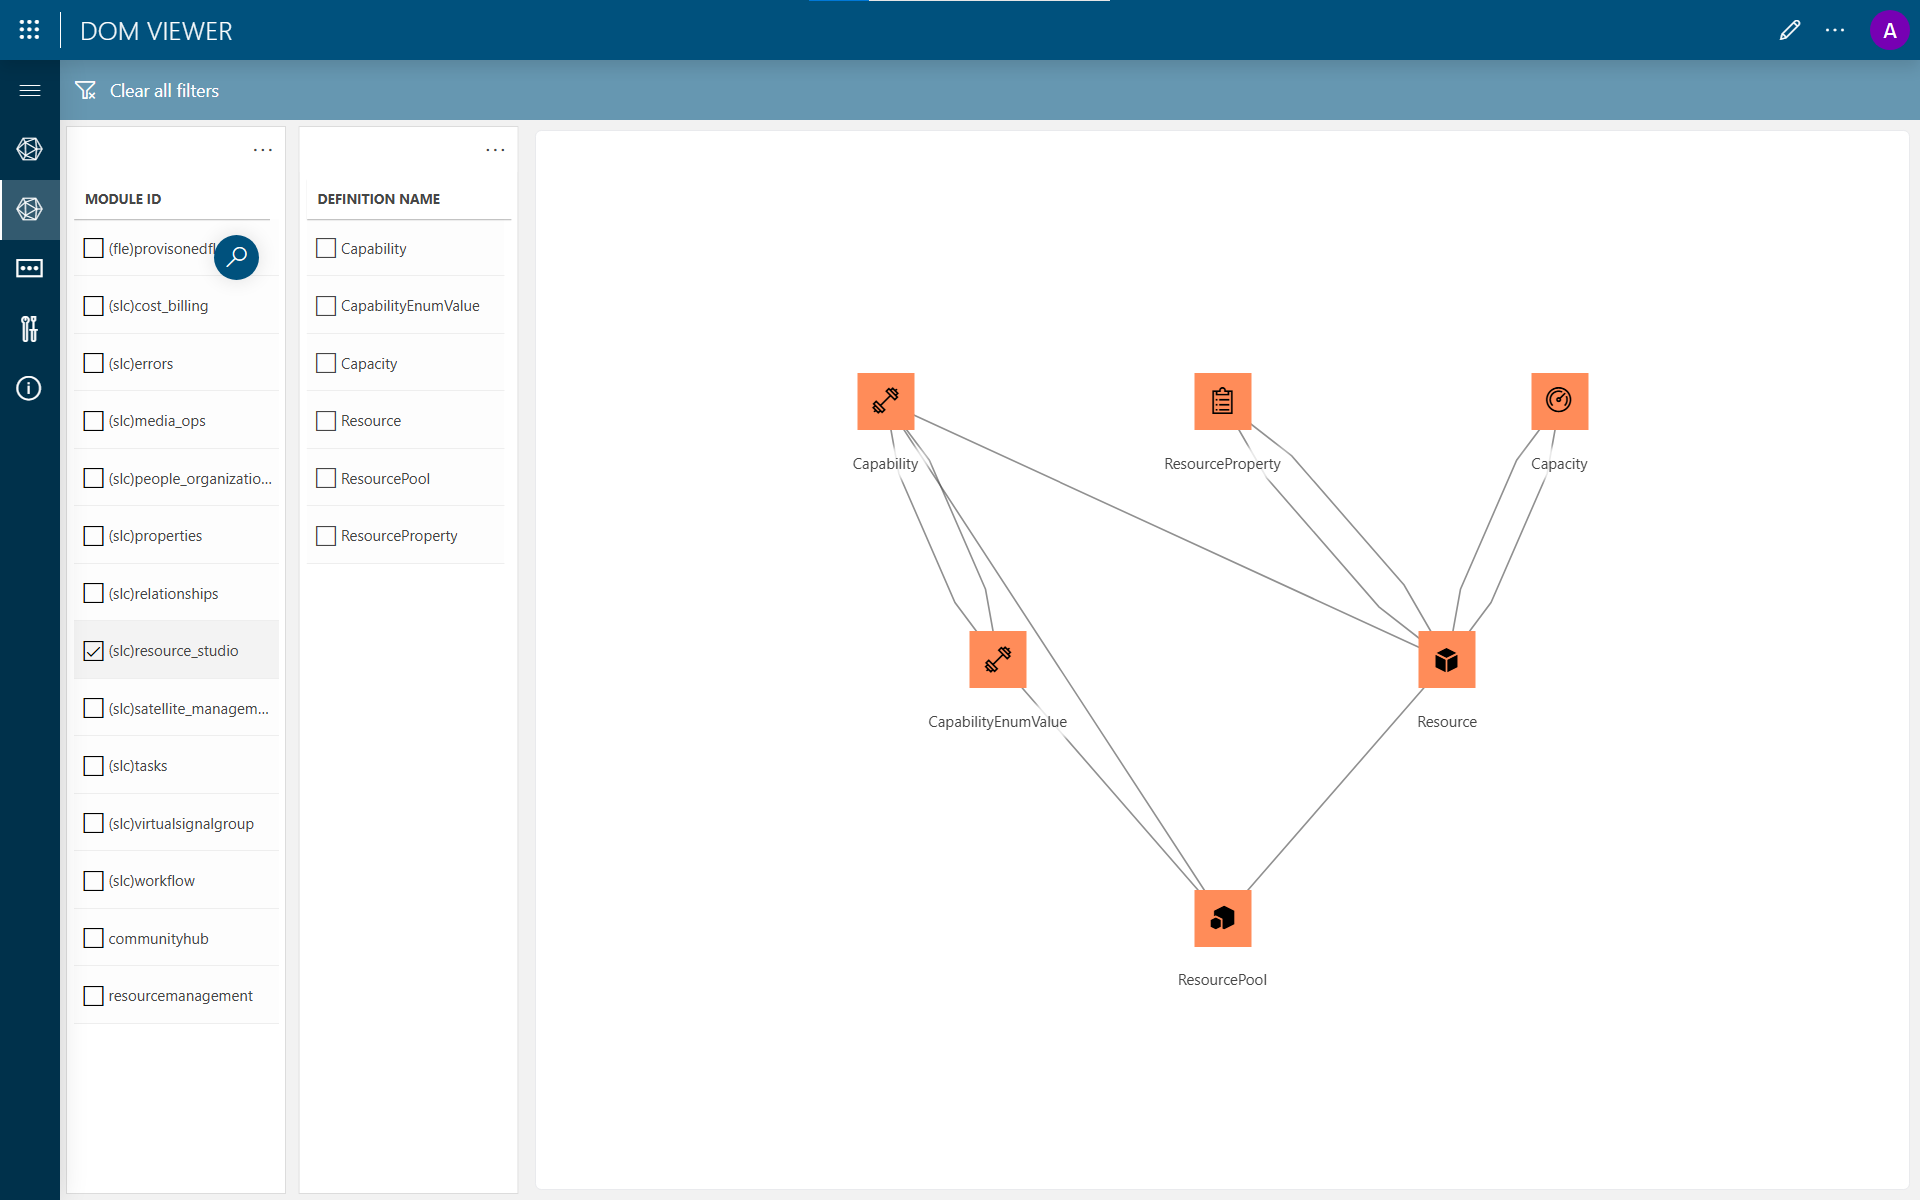 DOM VIEWER
A
Clear all filters
MODULE ID
(fle)provisonedfl
(slc)cost_billing
(slc)errors
(slc)media_ops
(slc)people_organizatio...
(slc)properties
(slc)relationships
(slc)resource_studio
(slc)satellite_managem...
(slc)tasks
(slc)virtualsignalgroup
(slc)workflow
communityhub
resourcemanagement
DEFINITION NAME
Capability
CapabilityEnumValue
Capacity
Resource
ResourcePool
ResourceProperty
Capability
ResourceProperty
Capacity
CapabilityEnumValue
Resource
ResourcePool